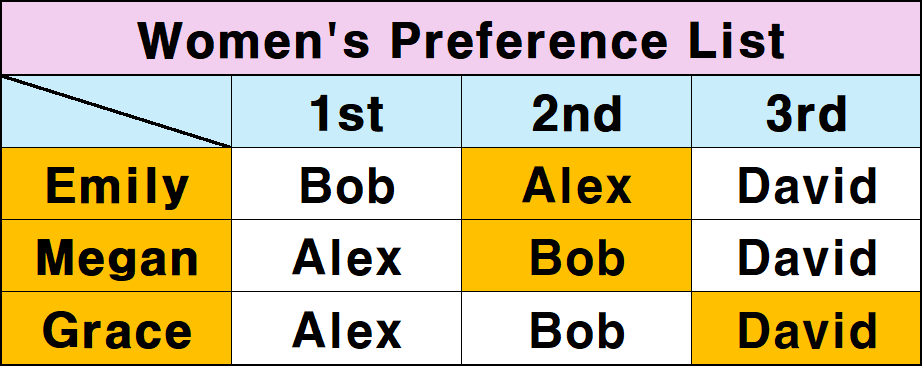 Women's Preference List
1st 2nd 3rd
Emily Bob Alex David
Megan Alex Bob David
Grace Alex Bob David